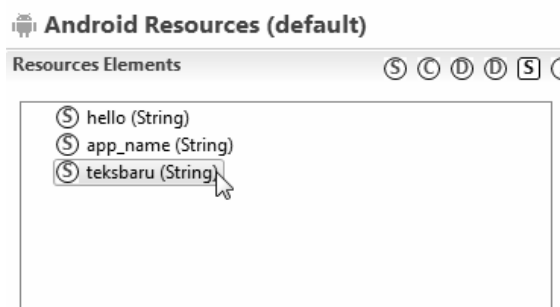 Android Resources (default)
Resources Elements S C D D S
S hello (String)
S app_name (String)
S teksbaru (String)